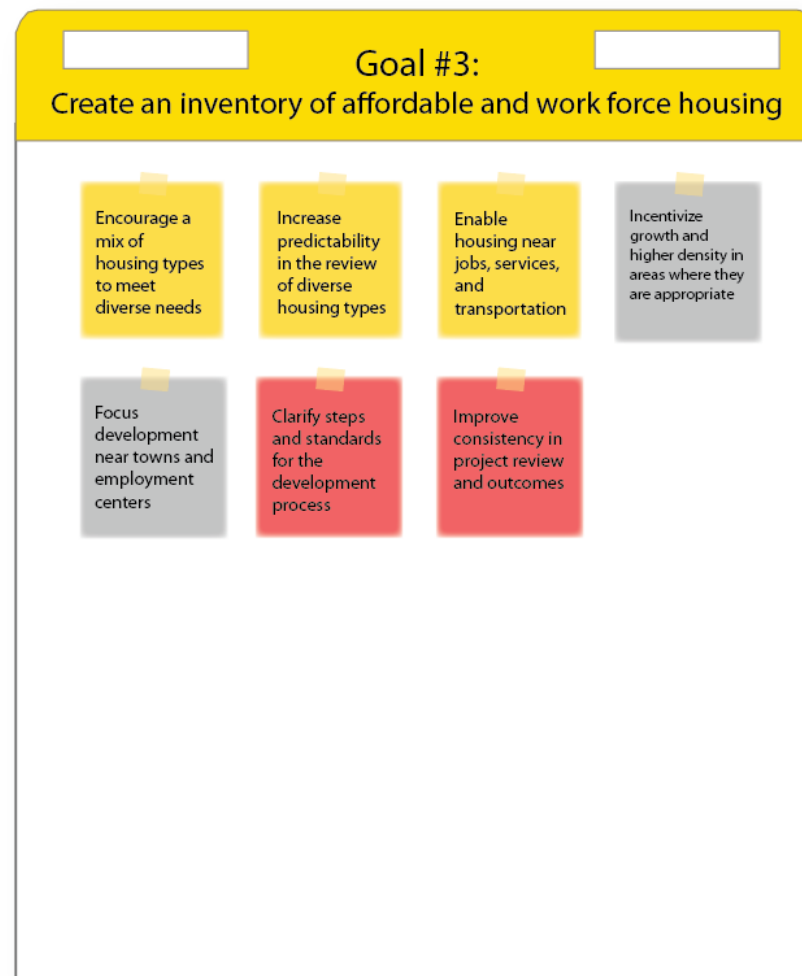 Goal #3:
Create an inventory of affordable and work force housing
Encourage a
mix of
housing types
to meet
diverse needs
Increase
predictability
in the review
of diverse
housing types
Enable
housing near
jobs, services,
and
transportation
Incentivize
growth and
higher density in
areas where they
are appropriate
Focus
development
near towns and
employment
centers
Clarify steps
and standards
for the
development
process
Improve
consistency in
project review
and outcomes